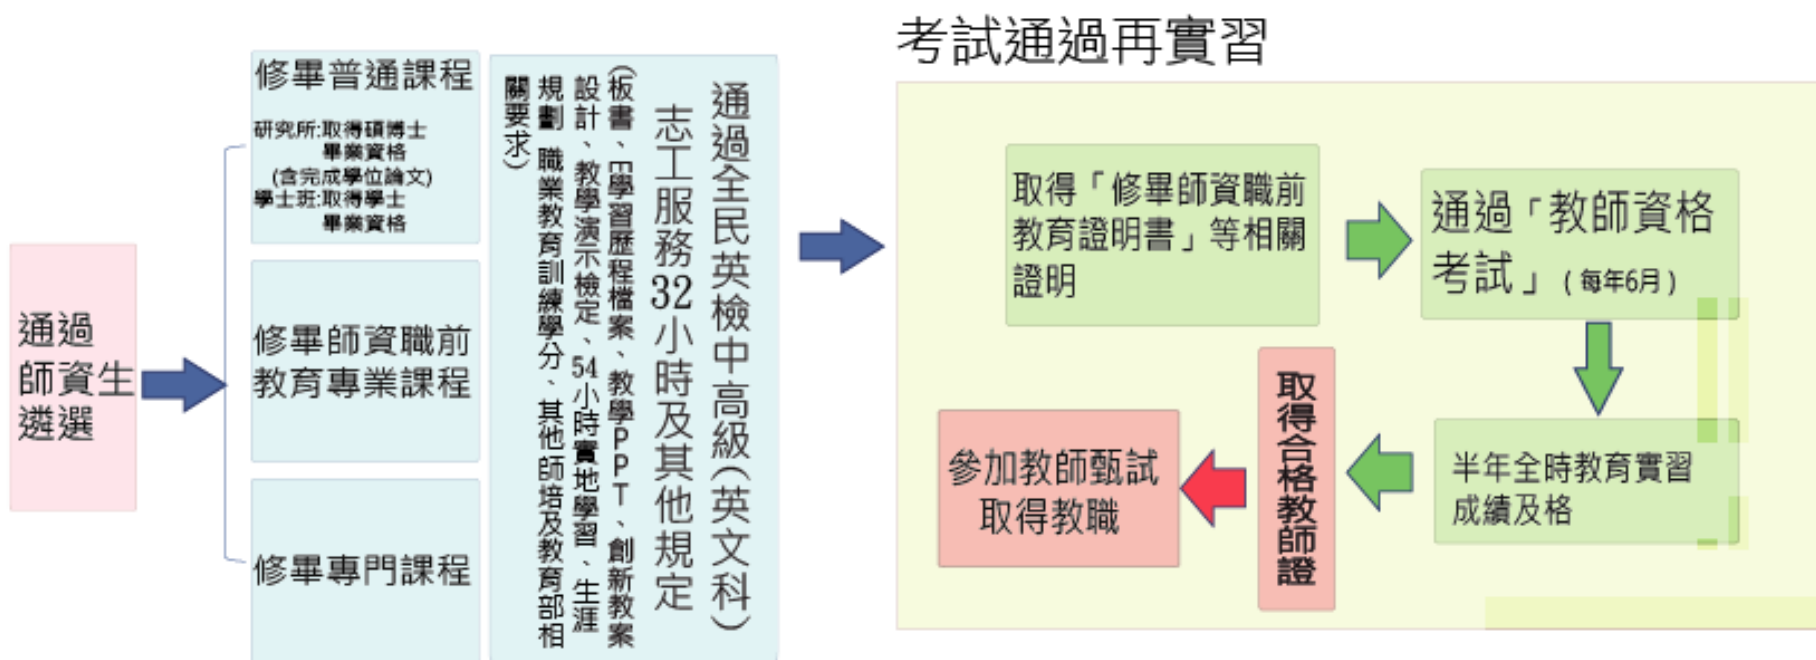 通過
師資生
遴選
修畢普通課程
研究所:取得碩博士
畢業資格
(含完成學位論文)
學士班:取得學士
畢業資格
修畢師資職前
教育專業課程
修畢專門課程
通過全民英檢中高級(英文科)
志工服務32小時及其他規定
(板書、E學習歷程檔案、教學PPT、創新教案
設計、教學演示檢定、54小時實地學習、生涯
規劃、職業教育訓練學分、其他師培及教育部相
關要求)
考試通過再實習
取得「修畢師資職前
教育證明書」等相關
證明
通過「教師資格
考試」(每年6月)
半年全時教育實習
成績及格
取得合格教師證
參加教師甄試
取得教職